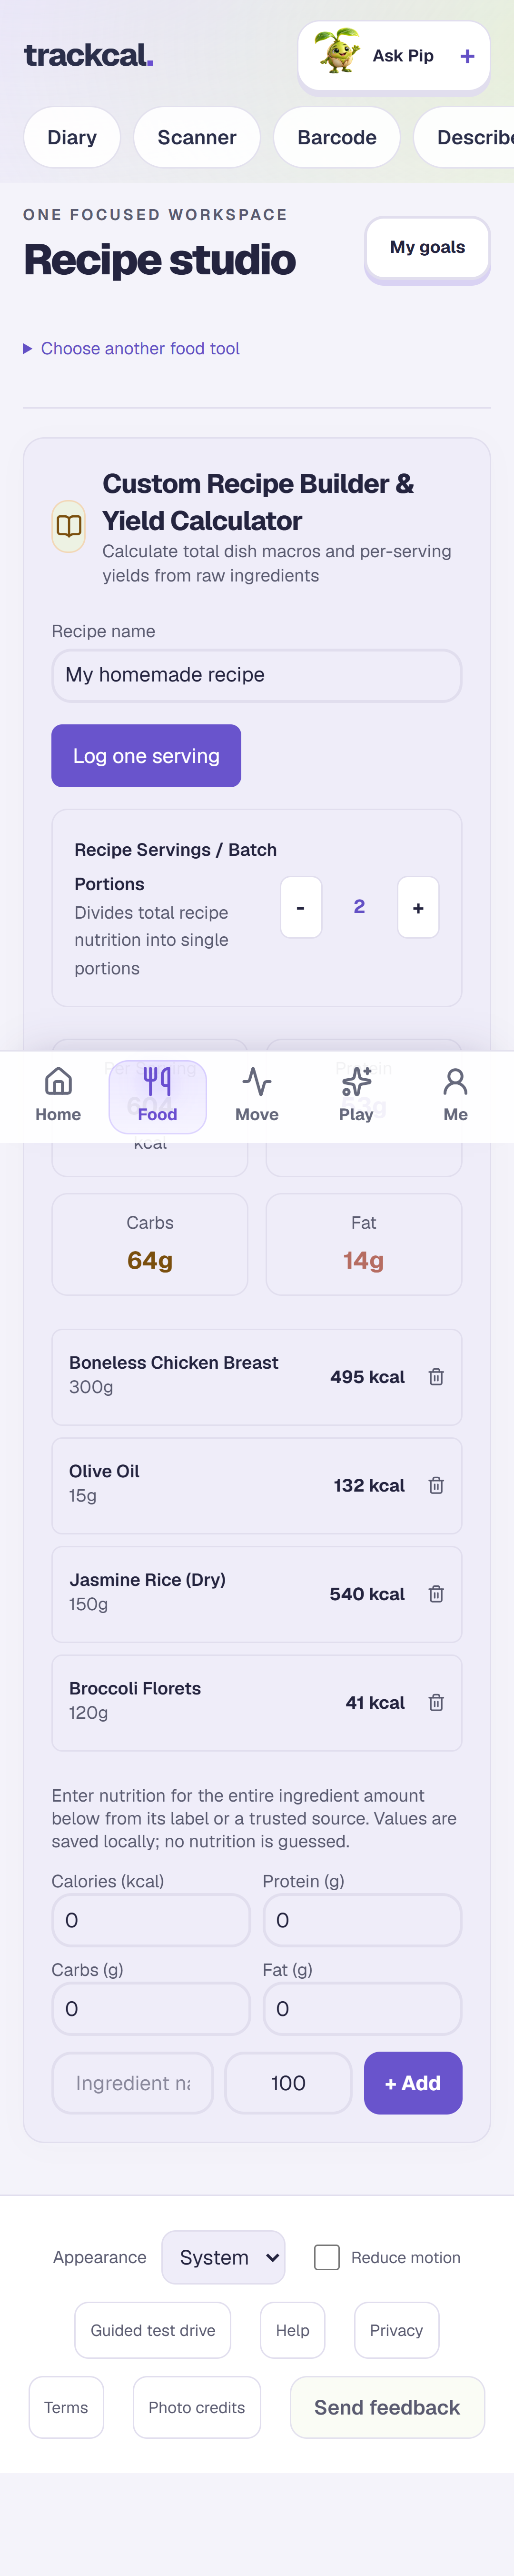 trackcal.
Ask Pip +
Diary
Scanner
Barcode
Describe
ONE FOCUSED WORKSPACE
Recipe studio
My goals
▶ Choose another food tool
Custom Recipe Builder &
Yield Calculator
Calculate total dish macros and per-serving
yields from raw ingredients
Recipe name
My homemade recipe
Log one serving
Recipe Servings / Batch
Portions
Divides total recipe
nutrition into single
portions
- 2 +
Per Serving
604
kcal
Protein
53g
Home
Food
Move
Play
Me
Carbs
64g
Fat
14g
Boneless Chicken Breast
300g
495 kcal
Olive Oil
15g
132 kcal
Jasmine Rice (Dry)
150g
540 kcal
Broccoli Florets
120g
41 kcal
Enter nutrition for the entire ingredient amount
below from its label or a trusted source. Values are
saved locally; no nutrition is guessed.
Calories (kcal)
0
Protein (g)
0
Carbs (g)
0
Fat (g)
0
Ingredient na
100
+ Add
Appearance
System
Reduce motion
Guided test drive
Help
Privacy
Terms
Photo credits
Send feedback